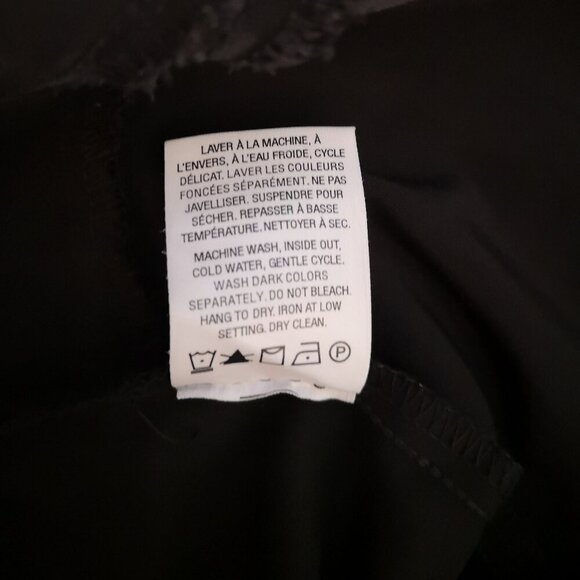 LAVER À LA MACHINE, À
L'ENVERS, À L'EAU FROIDE, CYCLE
DÉLICAT. LAVER LES COULEURS
FONCÉES SÉPARÉMENT. NE PAS
JAVELLISER. SUSPENDRE POUR
SÉCHER. REPASSER À BASSE
TEMPÉRATURE. NETTOYER À SEC.
MACHINE WASH, INSIDE OUT,
COLD WATER, GENTLE CYCLE.
WASH DARK COLORS
SEPARATELY. DO NOT BLEACH.
HANG TO DRY. IRON AT LOW
SETTING. DRY CLEAN.
P